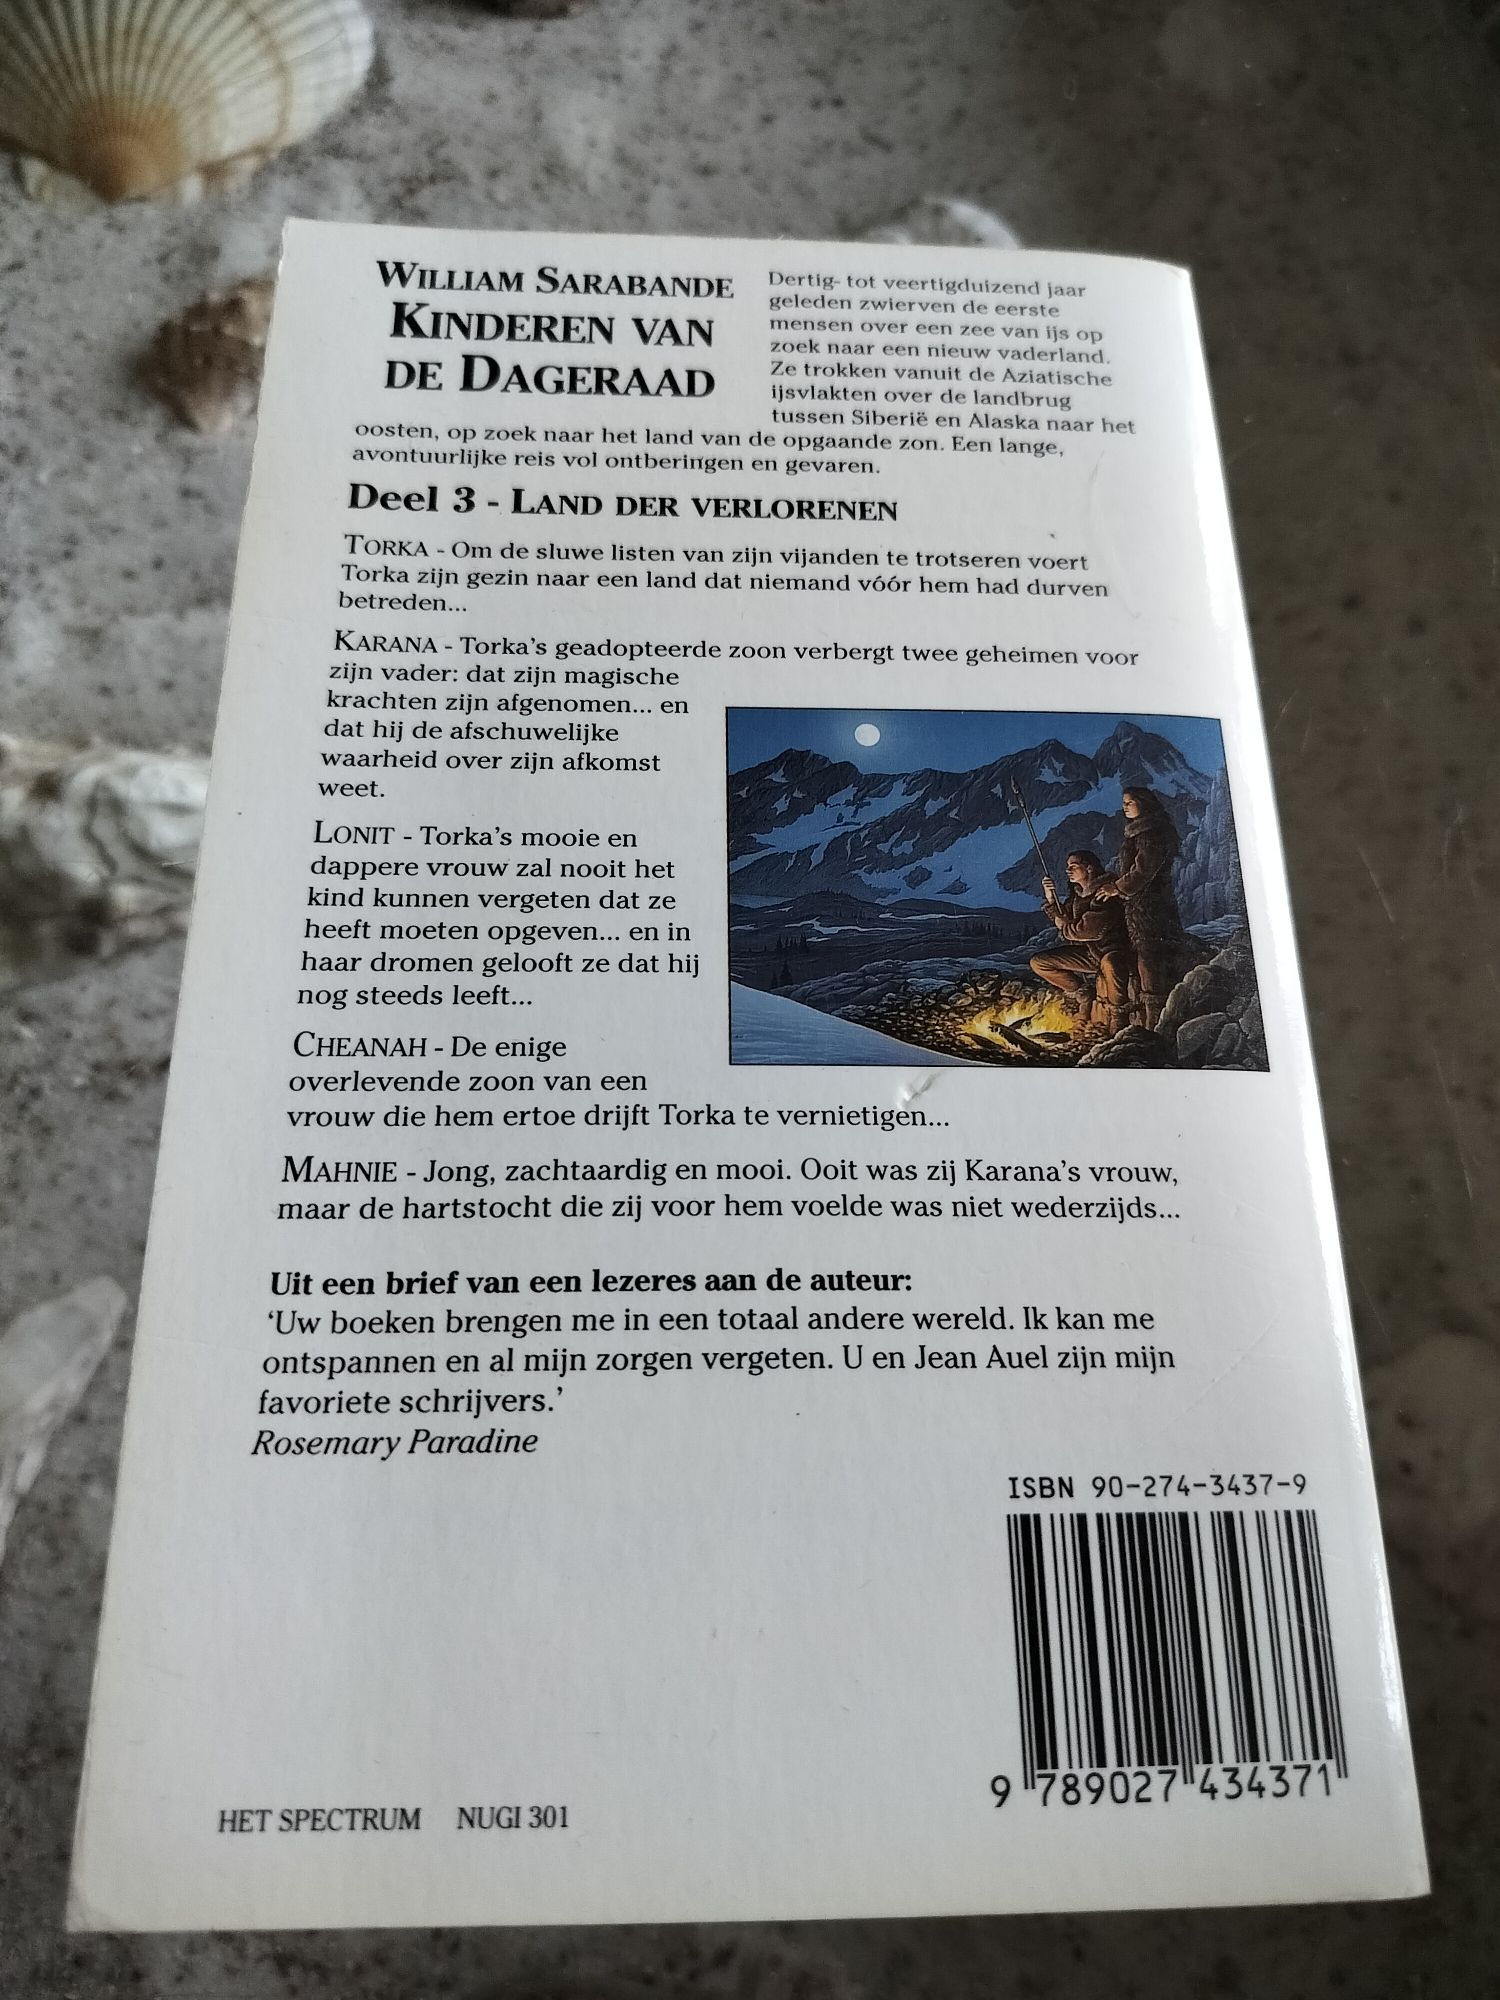 WILLIAM SARABANDE
KINDEREN VAN
DE DAGERAAD
Dertig- tot veertigduizend jaar
geleden zwierven de eerste
mensen over een zee van ijs op
zoek naar een nieuw vaderland.
Ze trokken vanuit de Aziatische
ijsvlakten over de landbrug
tussen Siberië en Alaska naar het
oosten, op zoek naar het land van de opgaande zon. Een lange,
avontuurlijke reis vol ontberingen en gevaren.
Deel 3 - LAND DER VERLORENEN
TORKA - Om de sluwe listen van zijn vijanden te trotseren voert
Torka zijn gezin naar een land dat niemand vóór hem had durven
betreden...
KARANA - Torka's geadopteerde zoon verbergt twee geheimen voor
zijn vader: dat zijn magische
krachten zijn afgenomen... en
dat hij de afschuwelijke
waarheid over zijn afkomst
weet.
LONIT - Torka's mooie en
dappere vrouw zal nooit het
kind kunnen vergeten dat ze
heeft moeten opgeven... en in
haar dromen gelooft ze dat hij
nog steeds leeft...
CHEANAH - De enige
overlevende zoon van een
vrouw die hem ertoe drijft Torka te vernietigen...
MAHNIE - Jong, zachtaardig en mooi. Ooit was zij Karana's vrouw,
maar de hartstocht die zij voor hem voelde was niet wederzijds...
Uit een brief van een lezeres aan de auteur:
'Uw boeken brengen me in een totaal andere wereld. Ik kan me
ontspannen en al mijn zorgen vergeten. U en Jean Auel zijn mijn
favoriete schrijvers.'
Rosemary Paradine
ISBN 90-274-3437-9
9 789027 434371
HET SPECTRUM NUGI 301